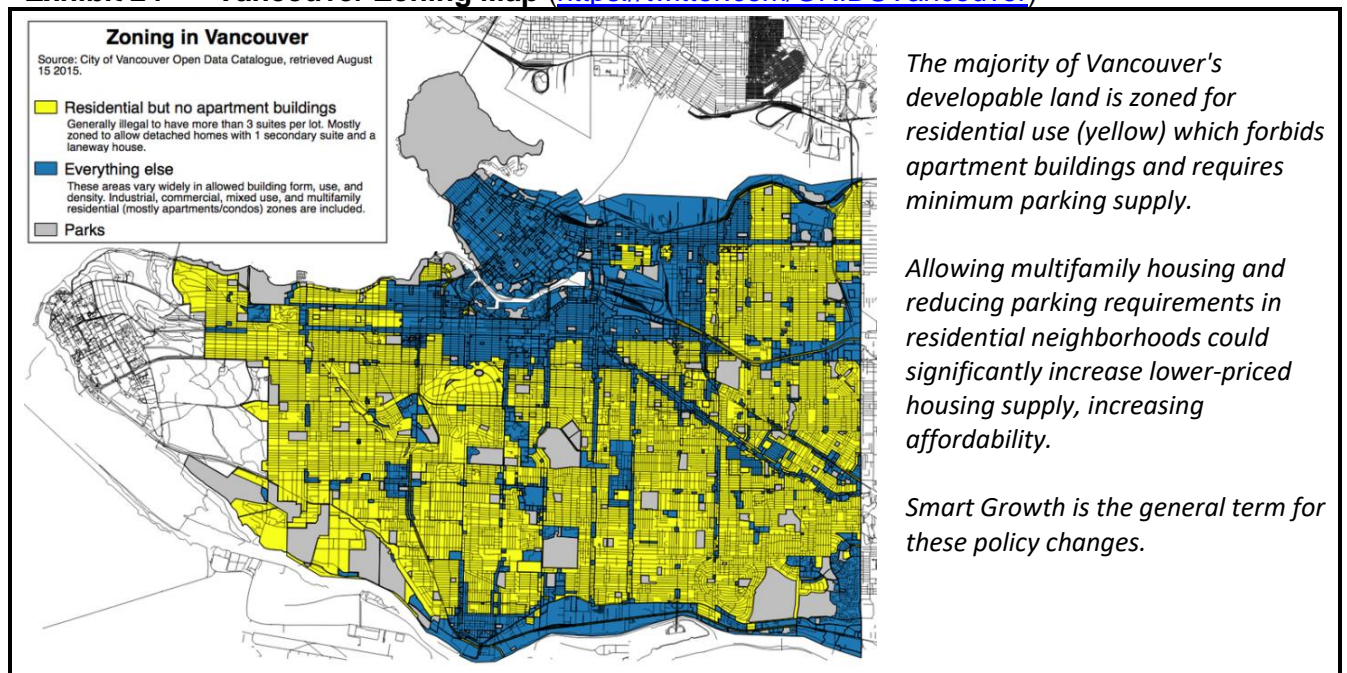 Vancouver Zoning Map
Zoning in Vancouver
Source: City of Vancouver Open Data Catalogue, retrieved August
15 2015.
Residential but no apartment buildings
Generally illegal to have more than 3 suites per lot. Mostly
zoned to allow detached homes with 1 secondary suite and a
laneway house.
Everything else
These areas vary widely in allowed building form, use, and
density. Industrial, commercial, mixed use, and multifamily
residential (mostly apartments/condos) zones are included.
Parks
The majority of Vancouver's
developable land is zoned for
residential use (yellow) which forbids
apartment buildings and requires
minimum parking supply.
Allowing multifamily housing and
reducing parking requirements in
residential neighborhoods could
significantly increase lower-priced
housing supply, increasing
affordability.
Smart Growth is the general term for
these policy changes.